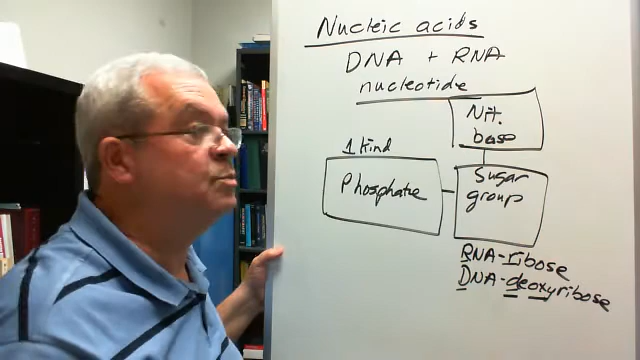 Nucleic acids
DNA + RNA
nucleotide
Nit.
base
1 kind
Phosphate
Sugar
group
RNA-ribose
DNA-deoxyribose